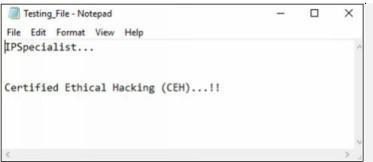 Testing_File - Notepad
File Edit Format View Help
IPSpecialist...
Certified Ethical Hacking (CEH)...!!